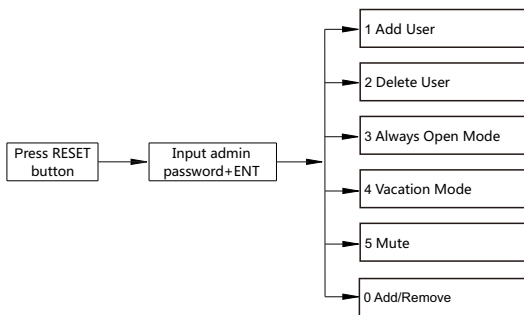 Press RESET
button
Input admin
password+ENT
1 Add User
2 Delete User
3 Always Open Mode
4 Vacation Mode
5 Mute
0 Add/Remove